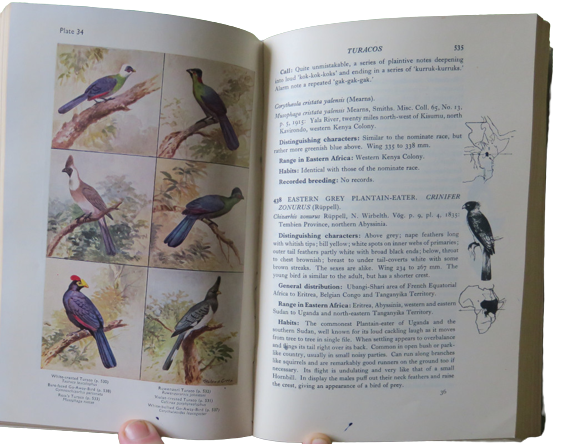 Plate 34
TURACOS 535
Call: Quite unmistakable, a series of plaintive notes deepening
into loud 'kok-kok-koks' and ending in a series of 'kurruk-kurruka.'
Alarm note a repeated 'gak-gak-gak.'
Corythaeola cristata yalensis (Mearns).
Musophaga cristata yalensis Mearns, Smiths. Misc. Coll. 65, No. 13,
p. 3, 1915: Yala River, twenty miles north-west of Kisumu, north
Kavirondo, western Kenya Colony.
Distinguishing characters: Similar to the nominate race, but
rather more greenish blue above. Wing 335 to 338 mm.
Range in Eastern Africa: Western Kenya Colony.
Habits: Identical with those of the nominate race.
Recorded breeding: No records.
438 EASTERN GREY PLANTAIN-EATER. CRINIFER
ZONURUS (Rüppell).
Chizaerhis zonurus Rüppell, N. Wirbelth. Vög. p. 9, pl. 4, 1835:
Temben Province, northern Abyssinia.
Distinguishing characters: Above grey; nape feathers long
with whitish tips; bill yellow; white spots on inner webs of primaries;
outer tail feathers partly white with broad black ends; below, throat
to chest brownish; breast to under tail-coverts white with some
brown streaks. The sexes are alike. Wing 234 to 267 mm. The
young bird is similar to the adult, but has a shorter crest.
General distribution: Ubangi-Shari area of French Equatorial
Africa to Eritrea, Belgian Congo and Tanganyika Territory.
Range in Eastern Africa: Eritrea, Abyssinia, western and eastern
Sudan to Uganda and north-eastern Tanganyika Territory.
Habits: The commonest Plantain-eater of Uganda and the
southern Sudan, well known for its loud cackling laugh as it moves
from tree to tree in single file. When settling appears to overbalance
and flings its tail right over its back. Common in open bush or park-
like country, usually in small noisy parties. Can run along branches
like squirrels and are remarkably good runners on the ground too if
necessary. Its flight is undulating and very like that of a small
Hornbill. In display the males puff out their neck feathers and raise
the crest, giving an appearance of a bird of prey.